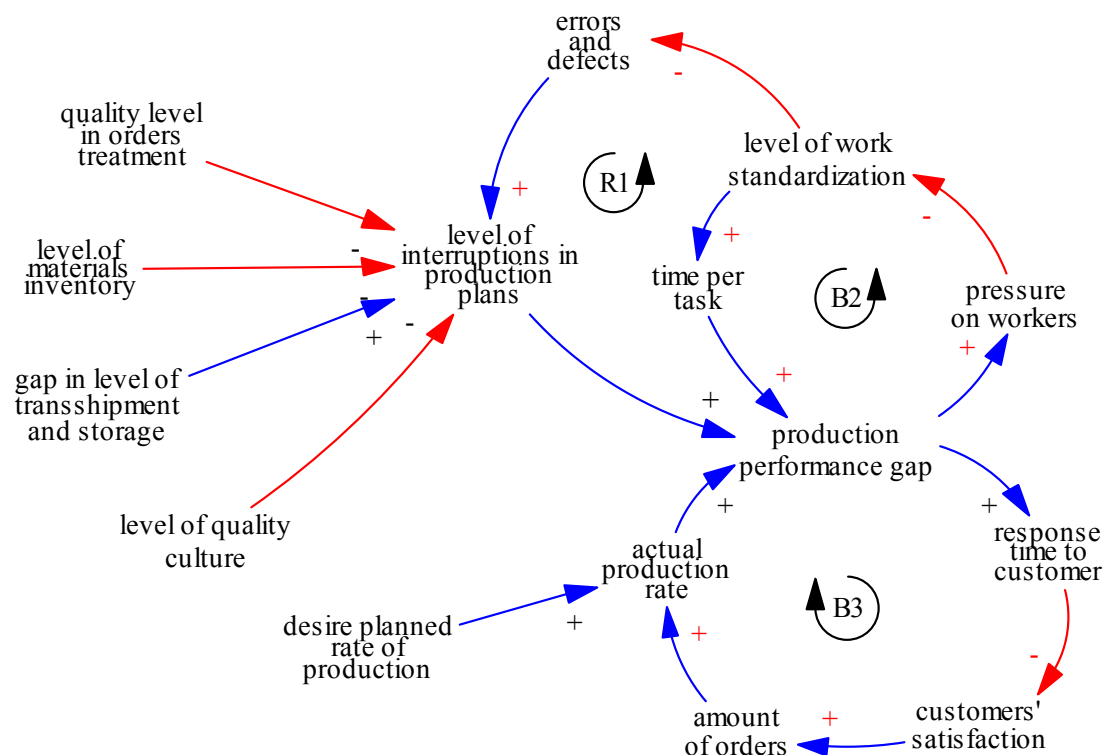 errors
and
defects
-
quality level
in orders
treatment
level of work
standardization
R1
+
-
level of
interruptions in
production
plans
-
level of
materials
inventory
-
+
-
+
time per
task
B2
pressure
on workers
+
+
gap in level of
transshipment
and storage
+
production
performance gap
+
+
level of quality
culture
response
time to
customer
actual
production
rate
B3
desire planned
rate of
production
+
+
-
amount
of orders
+
customers'
satisfaction